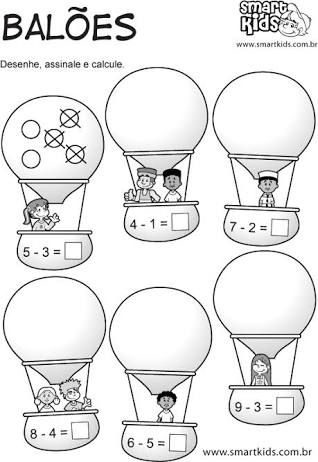 BALÕES
smart
Kids
www.smartkids.com.br
Desenhe, assinale e calcule.
5 - 3 =
4 - 1 =
7 - 2 =
8 - 4 =
6 - 5 =
9 - 3 =
www.smartkids.com.br